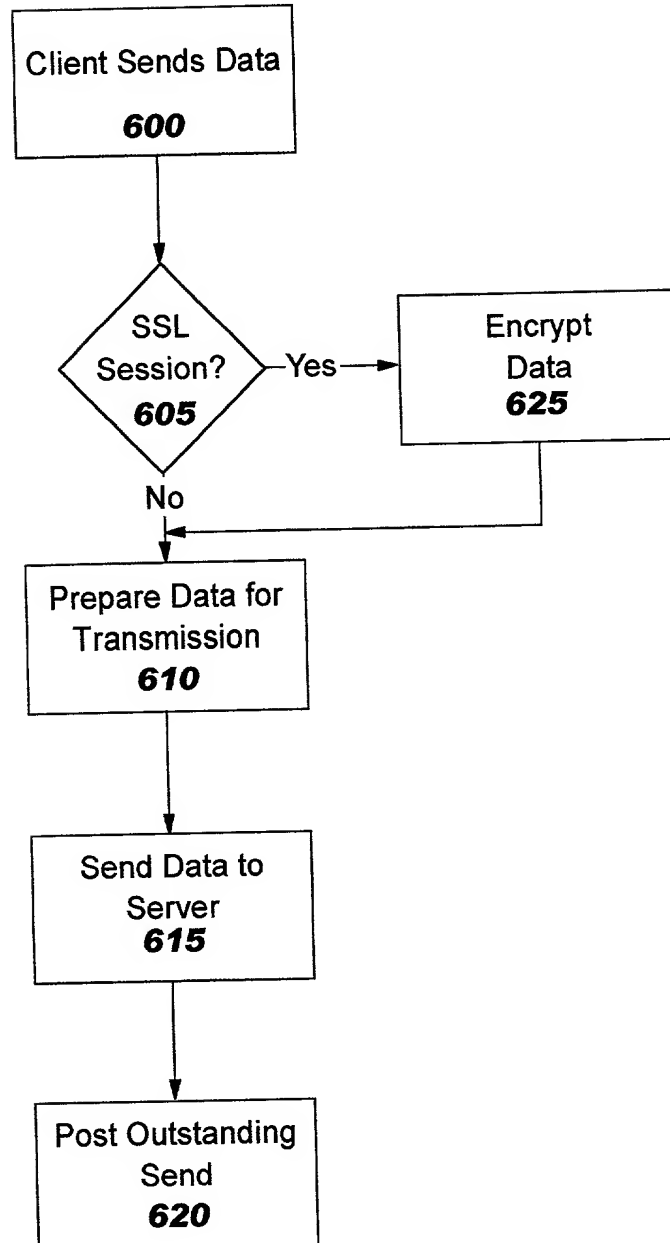 Client Sends Data
600
SSL
Session?
605
Yes
Encrypt
Data
625
No
Prepare Data for
Transmission
610
Send Data to
Server
615
Post Outstanding
Send
620